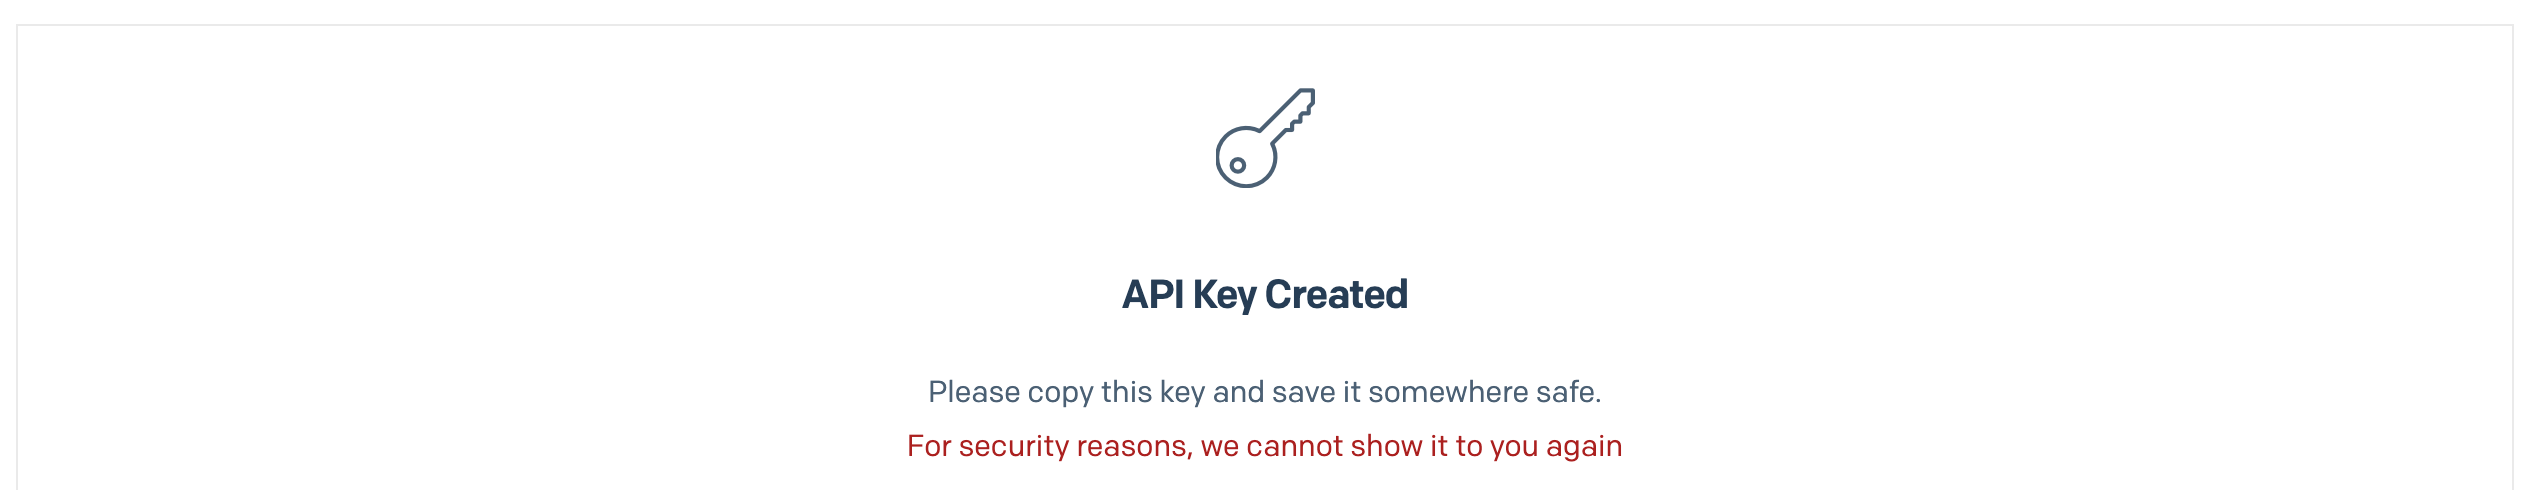 API Key Created
Please copy this key and save it somewhere safe.
For security reasons, we cannot show it to you again